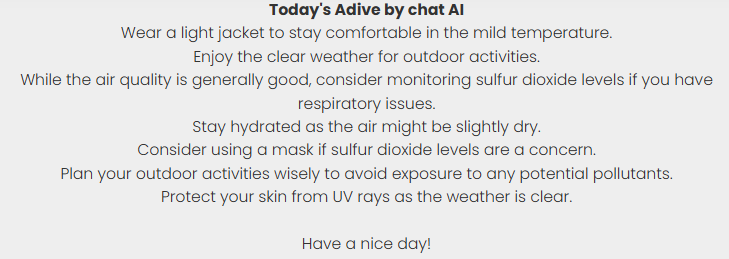 Today's Adive by chat AI
Wear a light jacket to stay comfortable in the mild temperature.
Enjoy the clear weather for outdoor activities.
While the air quality is generally good, consider monitoring sulfur dioxide levels if you have
respiratory issues.
Stay hydrated as the air might be slightly dry.
Consider using a mask if sulfur dioxide levels are a concern.
Plan your outdoor activities wisely to avoid exposure to any potential pollutants.
Protect your skin from UV rays as the weather is clear.
Have a nice day!